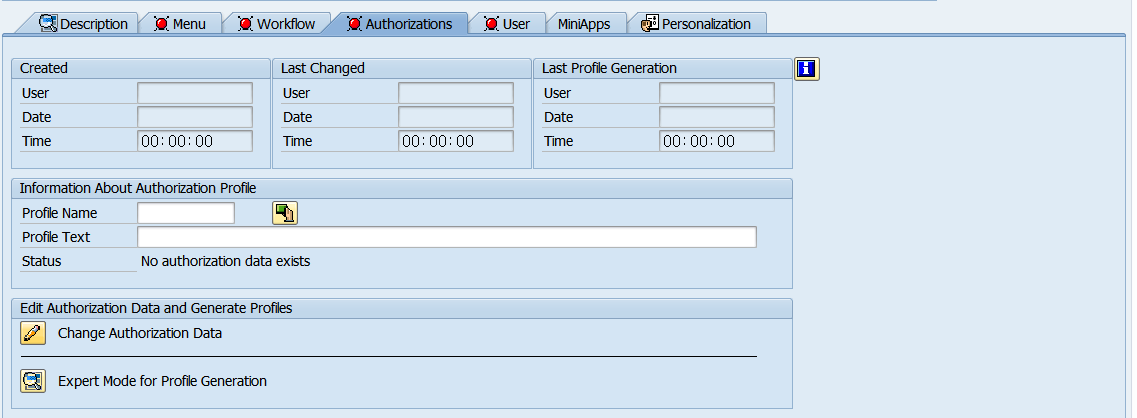 Description Menu Workflow Authorizations User MiniApps Personalization
Created Last Changed Last Profile Generation
User User User
Date Date Date
Time 00:00:00 Time 00:00:00 Time 00:00:00
Information About Authorization Profile
Profile Name
Profile Text
Status No authorization data exists
Edit Authorization Data and Generate Profiles
Change Authorization Data
Expert Mode for Profile Generation